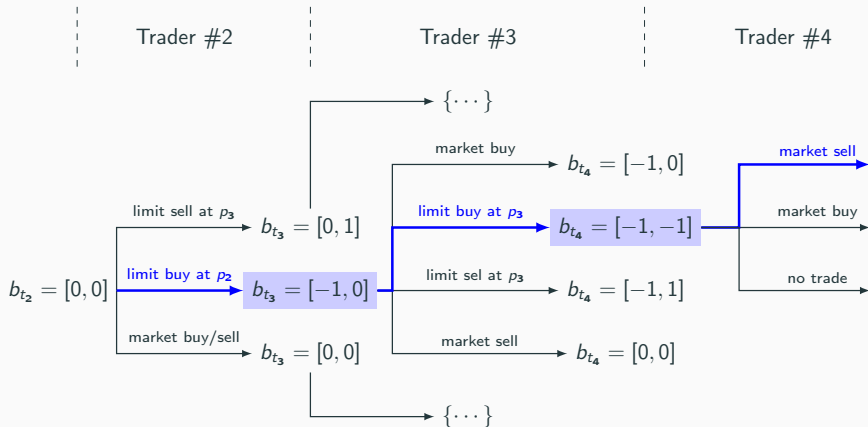 Trader #2 Trader #3 Trader #4
{· · ·}
market buy b_{t_4} = [−1, 0] market sell
limit sell at p_3 b_{t_3} = [0, 1] limit buy at p_3 b_{t_4} = [−1, −1] market buy
b_{t_2} = [0, 0] limit buy at p_2 b_{t_3} = [−1, 0] limit sel at p_3 b_{t_4} = [−1, 1] no trade
market buy/sell b_{t_3} = [0, 0] market sell b_{t_4} = [0, 0]
{· · ·}